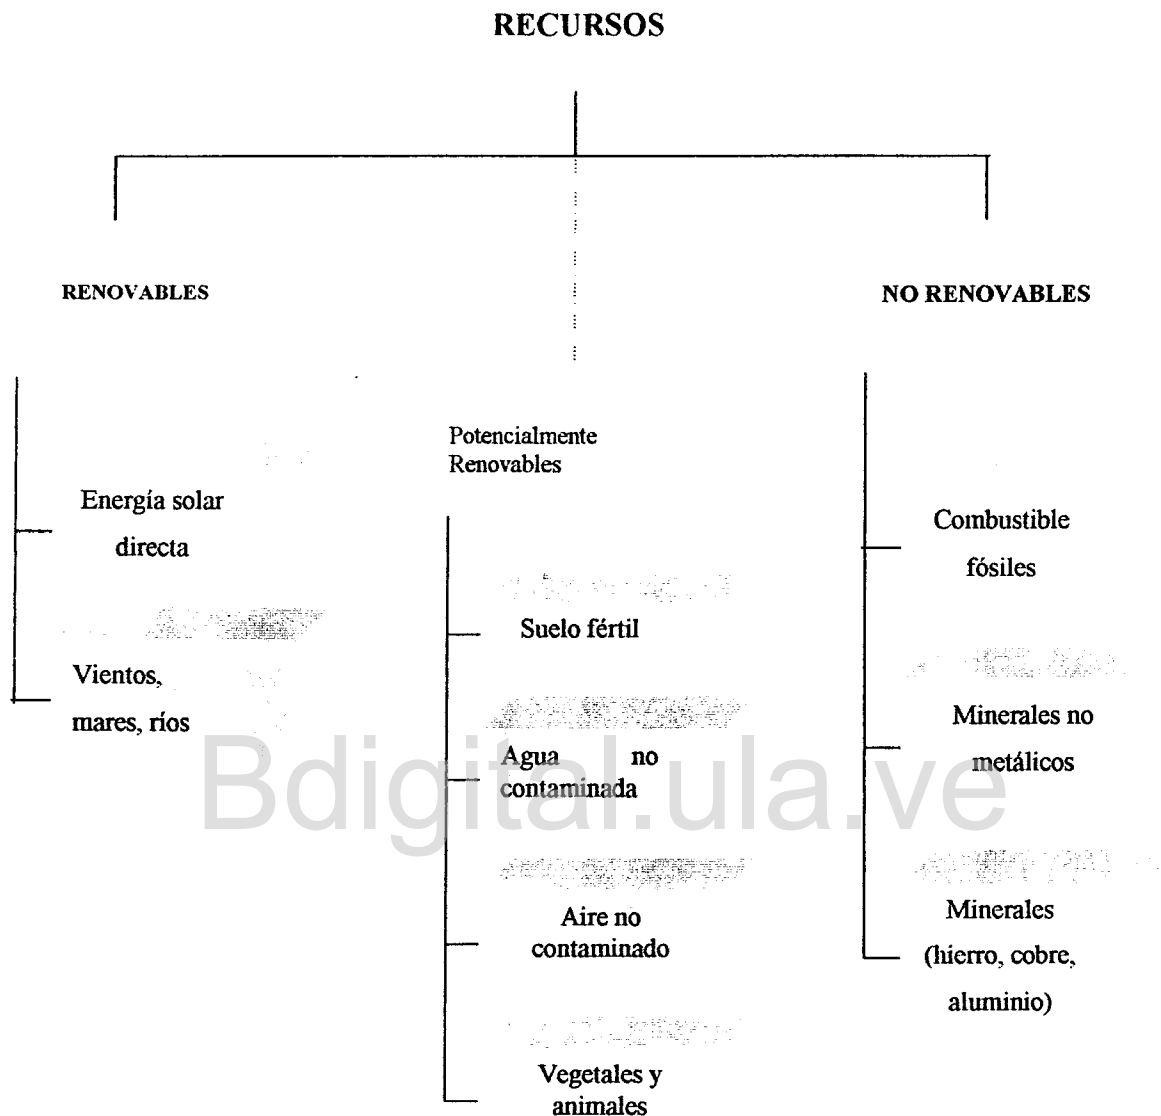 RECURSOS
RENOVABLES
Energía solar
directa
Vientos,
mares, ríos
Potencialmente
Renovables
Suelo fértil
Agua no
contaminada
Aire no
contaminado
Vegetales y
animales
NO RENOVABLES
Combustible
fósiles
Minerales no
metálicos
Minerales
(hierro, cobre,
aluminio)
Bdigital.ula.ve